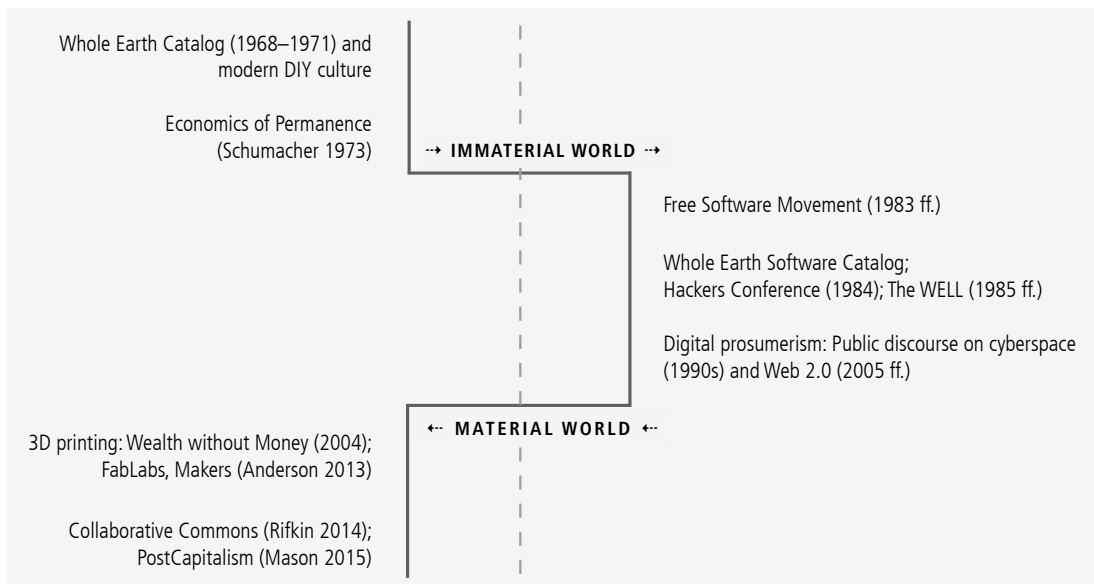 Whole Earth Catalog (1968–1971) and
modern DIY culture
Economics of Permanence
(Schumacher 1973)
⇢ IMMATERIAL WORLD ⇢
Free Software Movement (1983 ff.)
Whole Earth Software Catalog;
Hackers Conference (1984); The WELL (1985 ff.)
Digital prosumerism: Public discourse on cyberspace
(1990s) and Web 2.0 (2005 ff.)
⇠ MATERIAL WORLD ⇠
3D printing: Wealth without Money (2004);
FabLabs, Makers (Anderson 2013)
Collaborative Commons (Rifkin 2014);
PostCapitalism (Mason 2015)